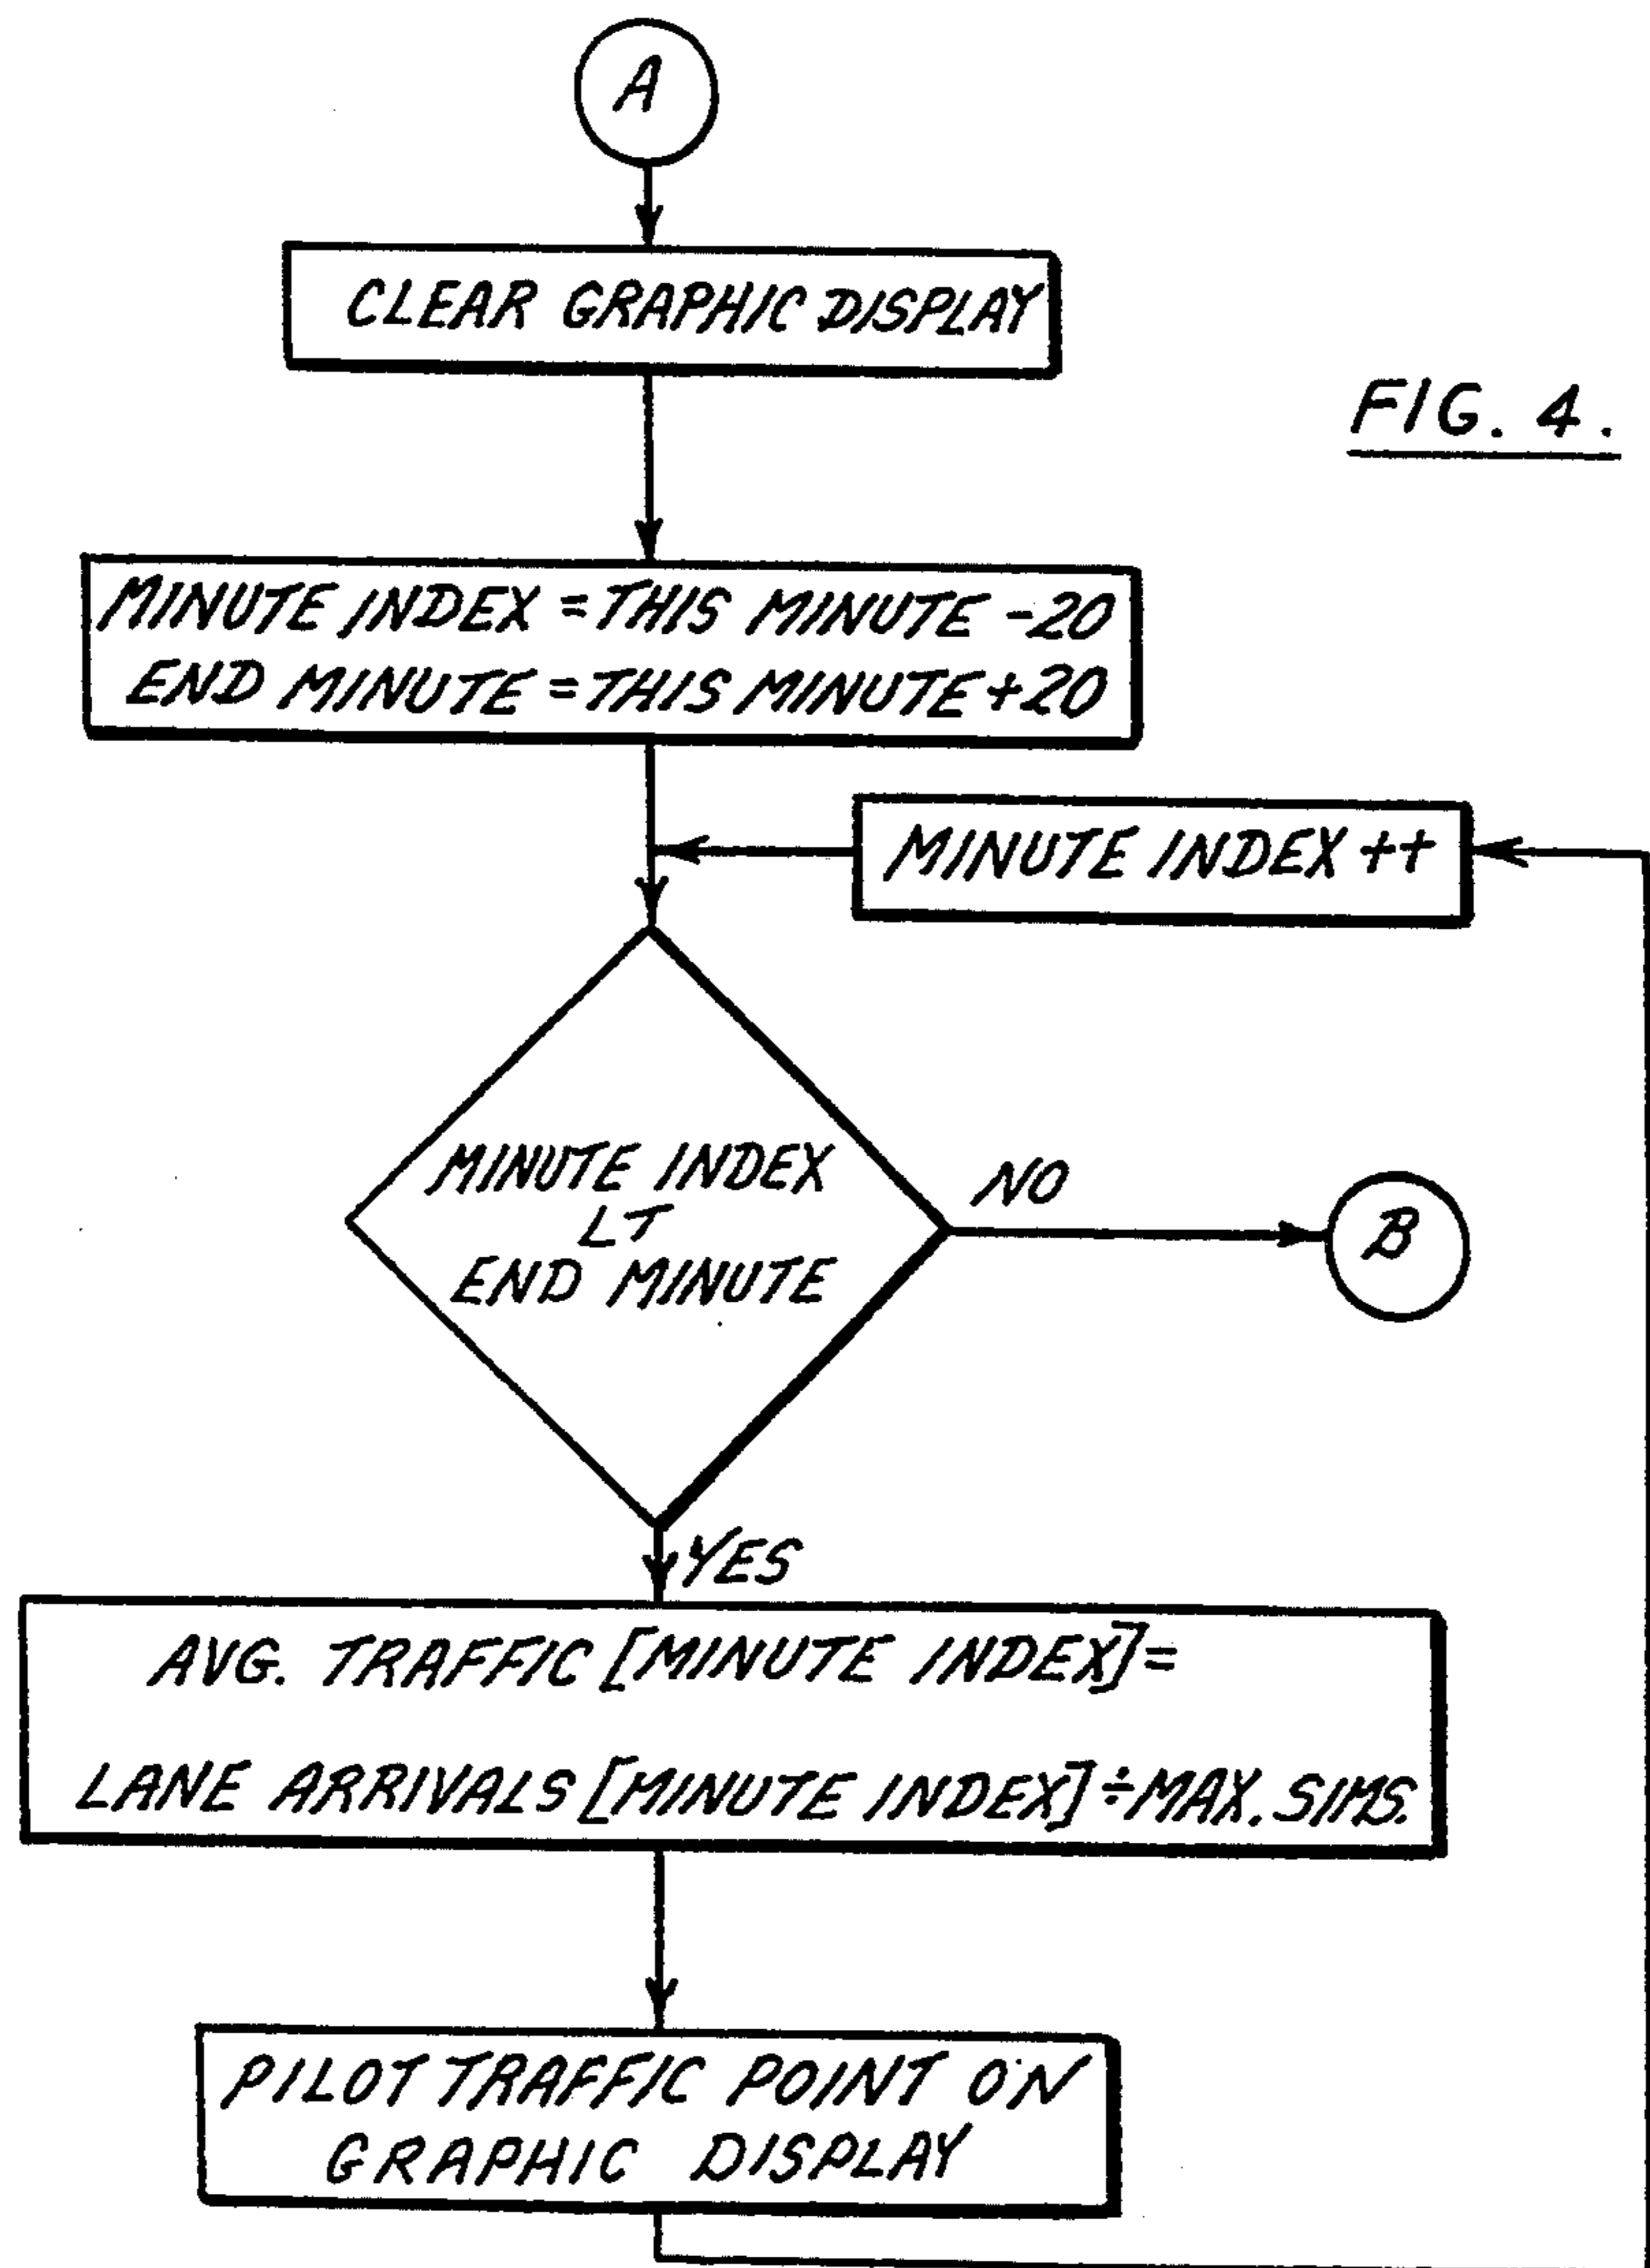 A
CLEAR GRAPHIC DISPLAY
FIG. 4.
MINUTE INDEX = THIS MINUTE -20
END MINUTE = THIS MINUTE +20
MINUTE INDEX ++
MINUTE INDEX
LT
END MINUTE
NO
B
YES
AVG. TRAFFIC [MINUTE INDEX] =
LANE ARRIVALS [MINUTE INDEX] ÷ MAX. SIMS.
PILOT TRAFFIC POINT ON
GRAPHIC DISPLAY